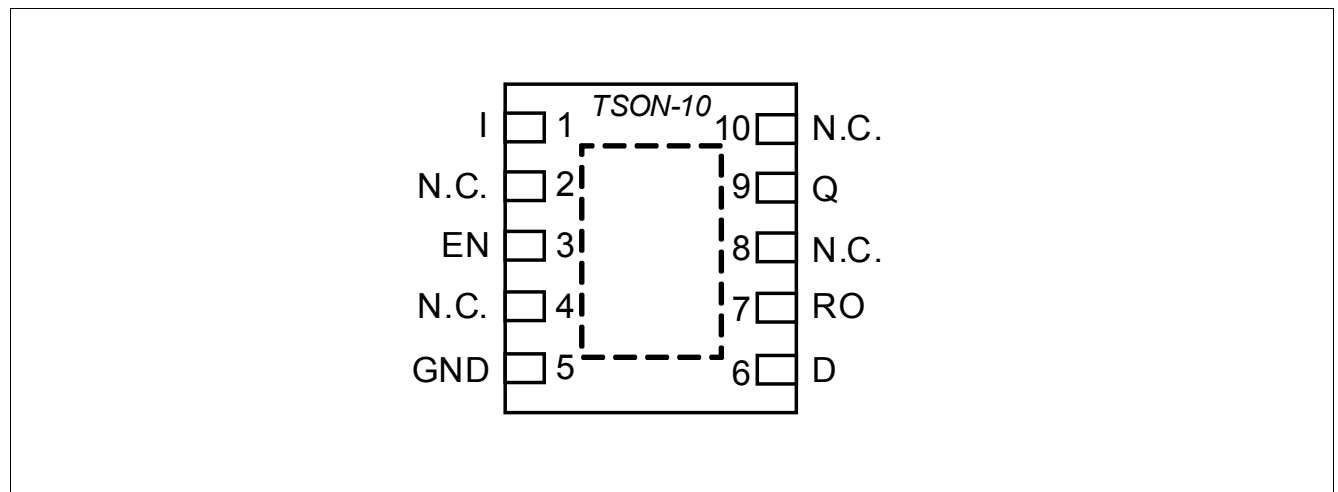 TSON-10
I 1 10 N.C.
N.C. 2 9 Q
EN 3 8 N.C.
N.C. 4 7 RO
GND 5 6 D